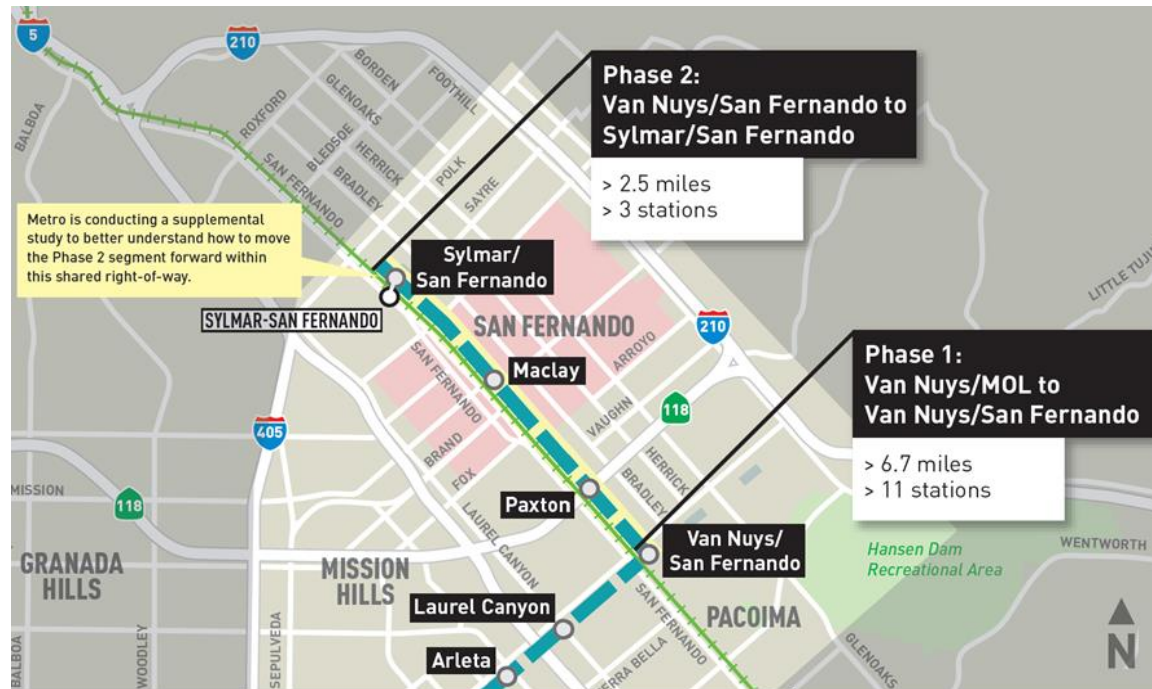 5
210
BORDEN
GLENOAKS
FOOTHILL
BALBOA
ROXFORD
BLEDSOE
HERRICK
BRADLEY
POLK
SAYRE
SAN FERNANDO
Phase 2:
Van Nuys/San Fernando to
Sylmar/San Fernando
> 2.5 miles
> 3 stations
Metro is conducting a supplemental
study to better understand how to move
the Phase 2 segment forward within
this shared right-of-way.
Sylmar/
San Fernando
SYLMAR-SAN FERNANDO
SAN FERNANDO
LITTLE TUJU
210
ARROYO
Maclay
SAN FERNANDO
Phase 1:
Van Nuys/MOL to
Van Nuys/San Fernando
> 6.7 miles
> 11 stations
118
VAUGHN
405
BRAND
FOX
HERRICK
BRADLEY
MISSION
118
Paxton
LAUREL CANYON
Van Nuys/
San Fernando
Hansen Dam
Recreational Area
WENTWORTH
GRANADA
HILLS
MISSION
HILLS
Laurel Canyon
SAN FERNANDO
PACOIMA
Arleta
BALBOA
WOODLEY
SEPULVEDA
ERRA BELLA
GLENOAKS
N